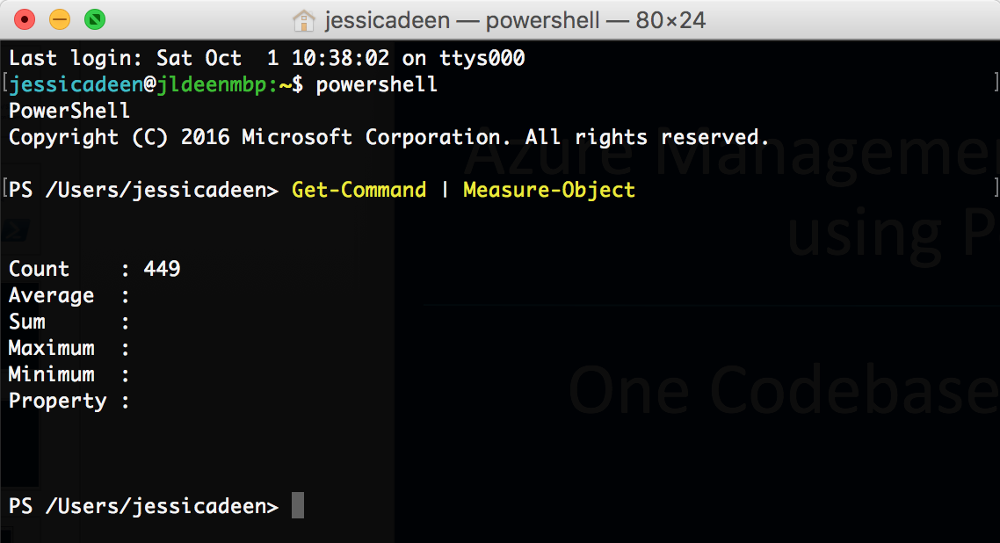 jessicadeen — powershell — 80×24
Last login: Sat Oct  1 10:38:02 on ttys000
[jessicadeen@jldeenmbp:~$ powershell ]
PowerShell
Copyright (C) 2016 Microsoft Corporation. All rights reserved.
[PS /Users/jessicadeen> Get-Command | Measure-Object ]
Count    : 449
Average  :
Sum      :
Maximum  :
Minimum  :
Property :
PS /Users/jessicadeen>
Azure Managemen
using P
One Codebase